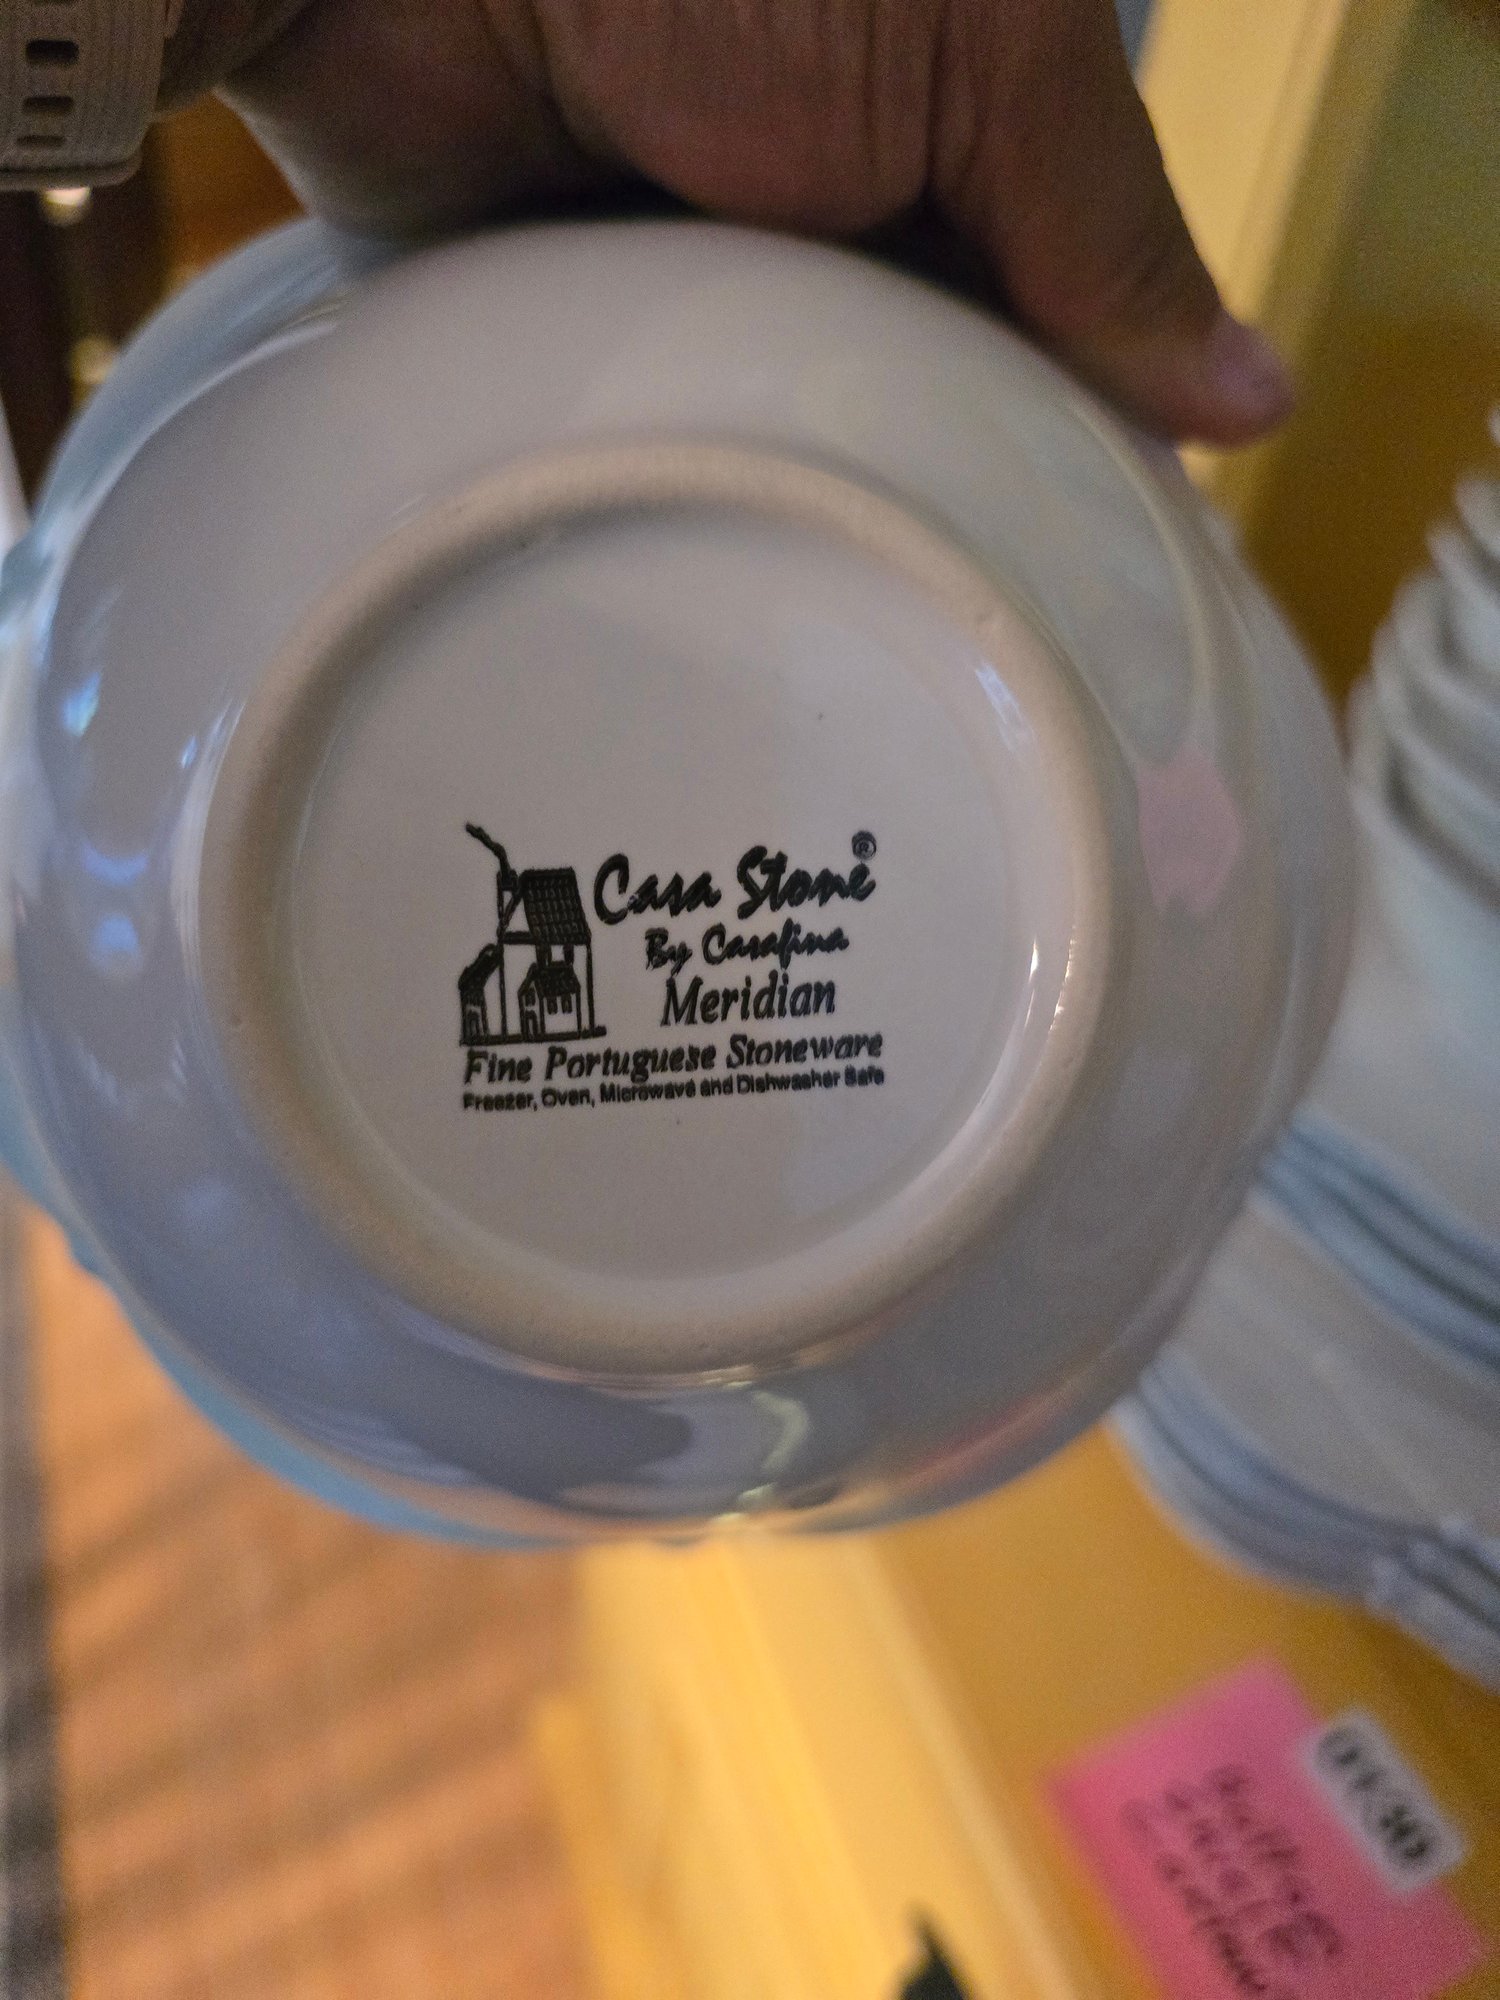 Casa Stone ®
By Casafina
Meridian
Fine Portuguese Stoneware
Freezer, Oven, Microwave and Dishwasher Safe